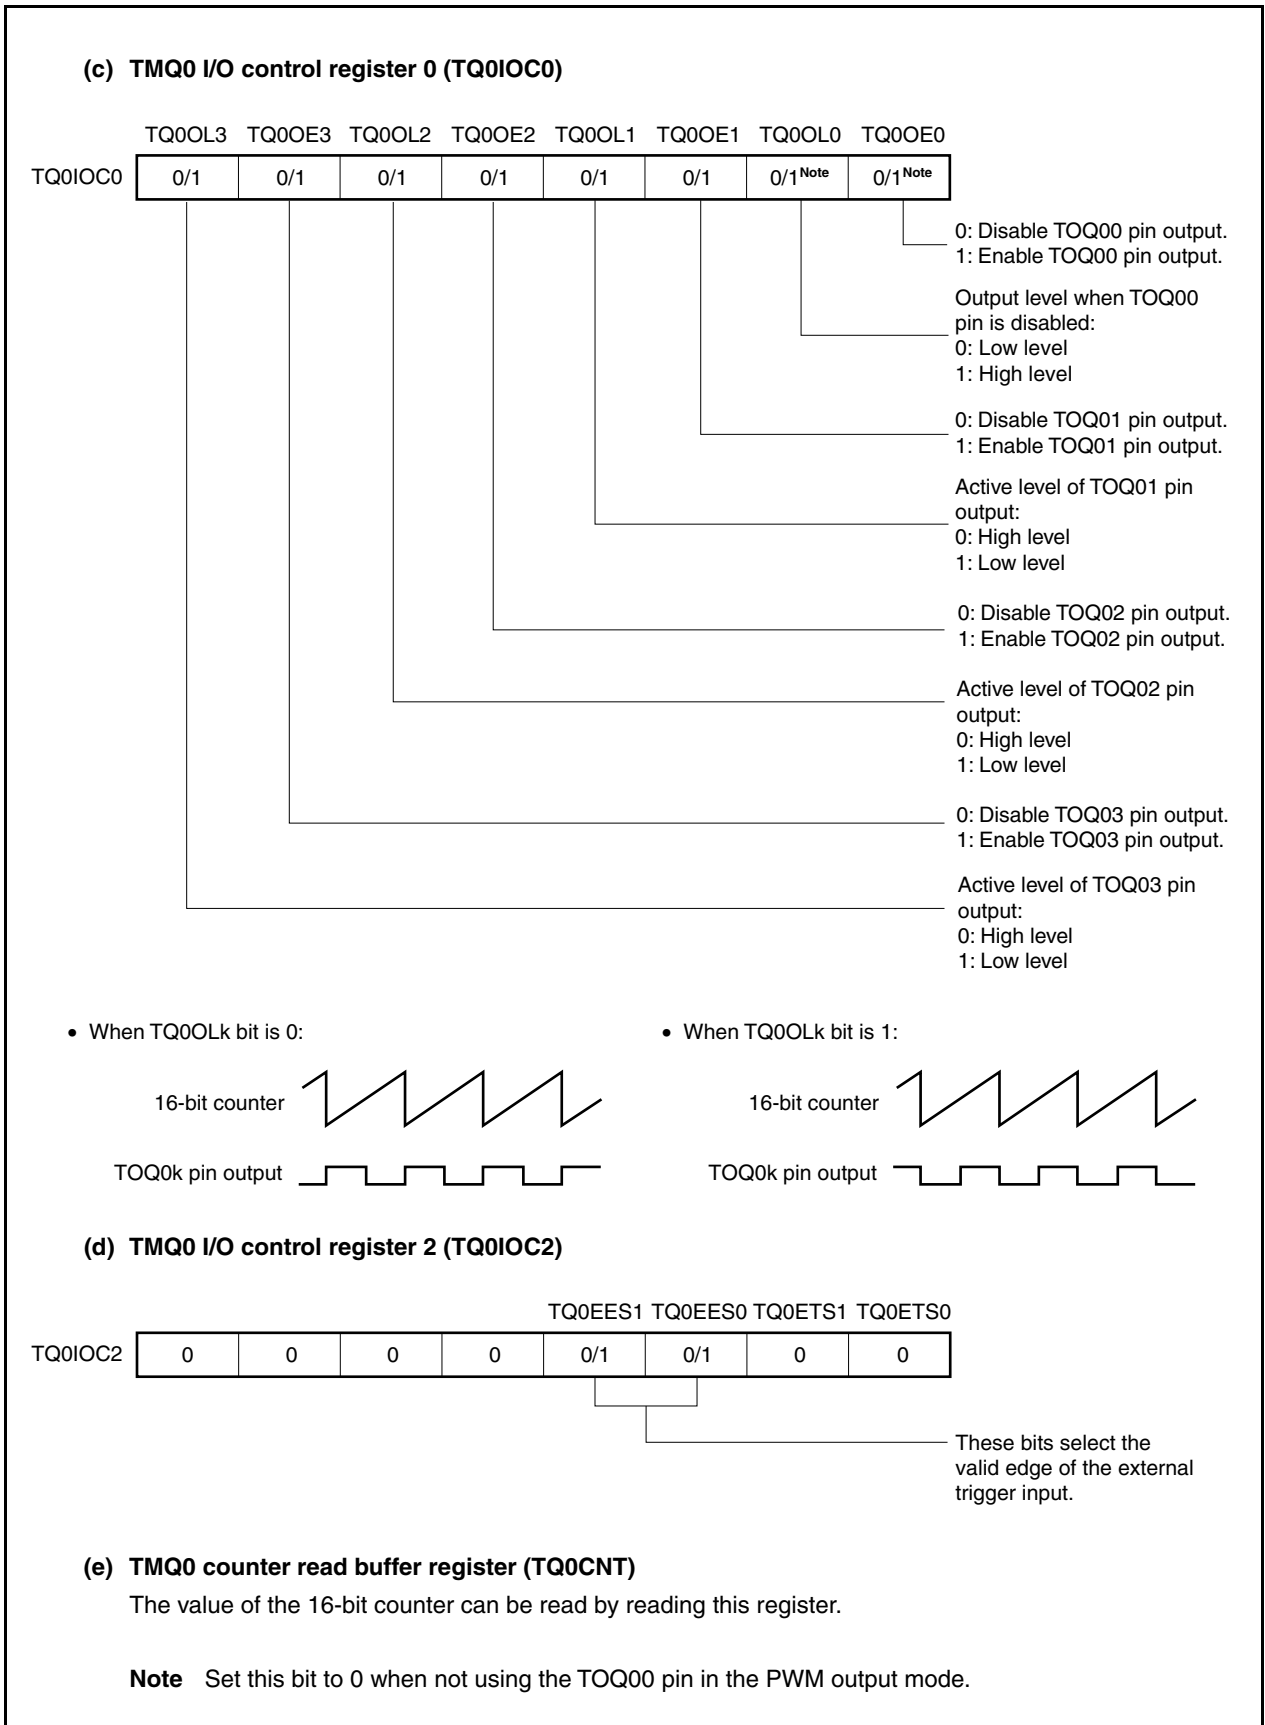 (c) TMQ0 I/O control register 0 (TQ0IOC0)
TQ0OL3 TQ0OE3 TQ0OL2 TQ0OE2 TQ0OL1 TQ0OE1 TQ0OL0 TQ0OE0
TQ0IOC0 0/1 0/1 0/1 0/1 0/1 0/1 0/1Note 0/1Note
0: Disable TOQ00 pin output.
1: Enable TOQ00 pin output.
Output level when TOQ00
pin is disabled:
0: Low level
1: High level
0: Disable TOQ01 pin output.
1: Enable TOQ01 pin output.
Active level of TOQ01 pin
output:
0: High level
1: Low level
0: Disable TOQ02 pin output.
1: Enable TOQ02 pin output.
Active level of TOQ02 pin
output:
0: High level
1: Low level
0: Disable TOQ03 pin output.
1: Enable TOQ03 pin output.
Active level of TOQ03 pin
output:
0: High level
1: Low level
• When TQ0OLk bit is 0:
16-bit counter
TOQ0k pin output
• When TQ0OLk bit is 1:
16-bit counter
TOQ0k pin output
(d) TMQ0 I/O control register 2 (TQ0IOC2)
TQ0EES1 TQ0EES0 TQ0ETS1 TQ0ETS0
TQ0IOC2 0 0 0 0 0/1 0/1 0 0
These bits select the
valid edge of the external
trigger input.
(e) TMQ0 counter read buffer register (TQ0CNT)
The value of the 16-bit counter can be read by reading this register.
Note Set this bit to 0 when not using the TOQ00 pin in the PWM output mode.